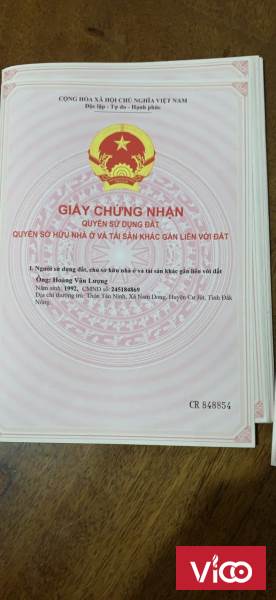 CỘNG HÒA XÃ HỘI CHỦ NGHĨA VIỆT NAM
Độc lập - Tự do - Hạnh phúc
GIẤY CHỨNG NHẬN
QUYỀN SỬ DỤNG ĐẤT
QUYỀN SỞ HỮU NHÀ Ở VÀ TÀI SẢN KHÁC GẮN LIỀN VỚI ĐẤT
I. Người sử dụng đất, chủ sở hữu nhà ở và tài sản khác gắn liền với đất
Ông: Hoàng Văn Lượng
Năm sinh: 1992, CMND số: 245184869
Địa chỉ thường trú: Thôn Tân Ninh, Xã Nam Dong, Huyện Cư Jút, Tỉnh Đắk
Nông.
CR 848854
ViCO